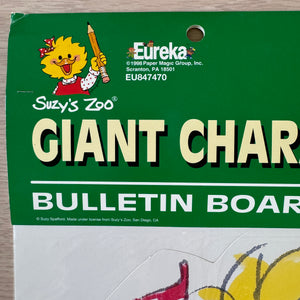 Eureka®
©1998 Paper Magic Group, Inc.
Scranton, PA 18501
EU847470
Suzy's Zoo®
GIANT CHAR
BULLETIN BOAR
© Suzy Spafford. Made under license from Suzy's Zoo, San Diego, CA.